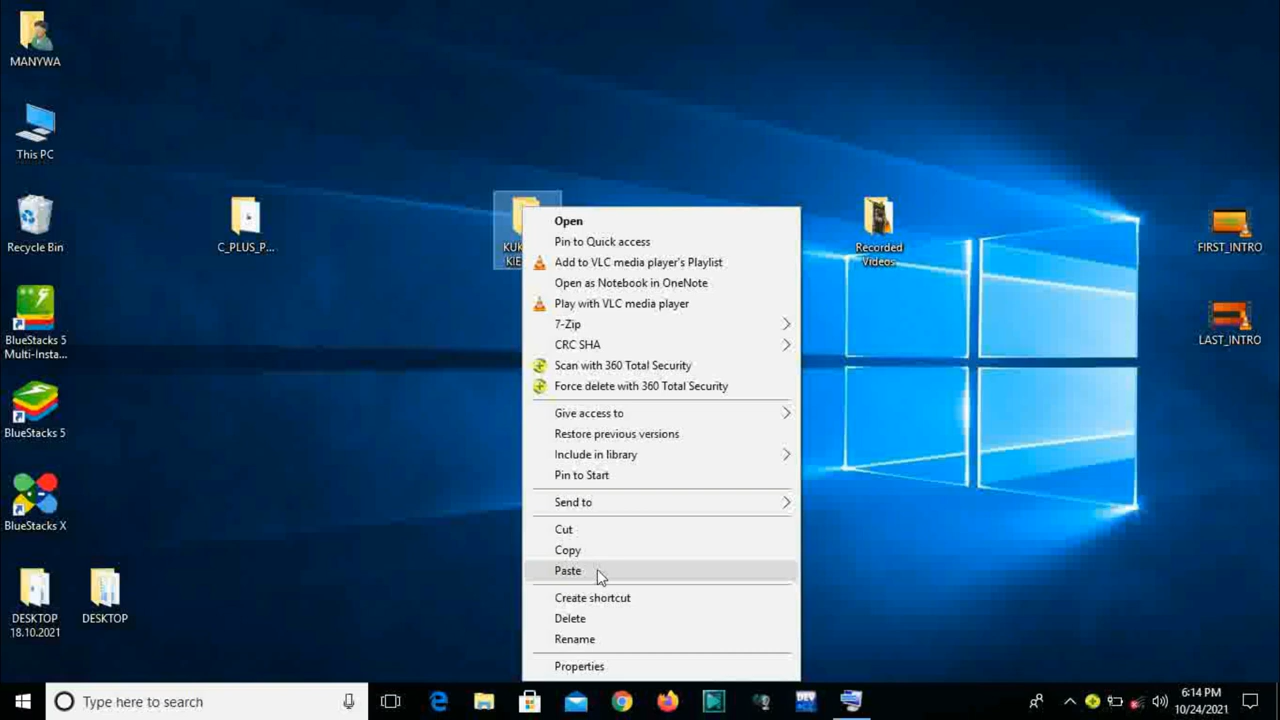 MANYWA
This PC
Recycle Bin
BlueStacks 5
Multi-Insta...
BlueStacks 5
BlueStacks X
DESKTOP
18.10.2021
DESKTOP
C_PLUS_P...
Open
Pin to Quick access
Add to VLC media player's Playlist
Open as Notebook in OneNote
Play with VLC media player
7-Zip
CRC SHA
Scan with 360 Total Security
Force delete with 360 Total Security
Give access to
Restore previous versions
Include in library
Pin to Start
Send to
Cut
Copy
Paste
Create shortcut
Delete
Rename
Properties
Recorded
Videos
FIRST_INTRO
LAST_INTRO
Type here to search
6:14 PM
10/24/2021